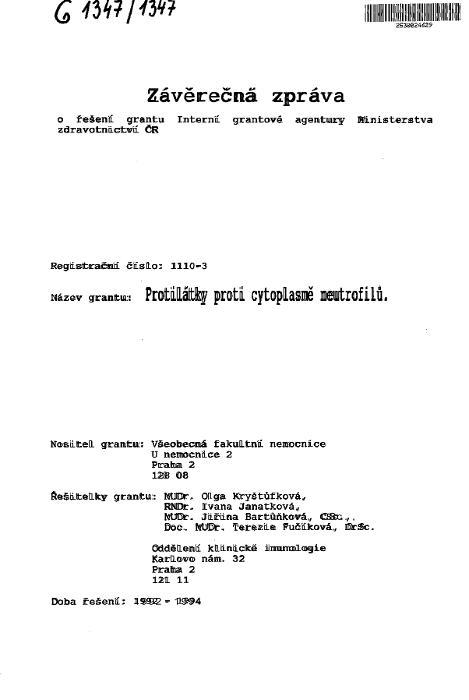 G 1347/1347
2530024629
Závěrečná zpráva
o řešení grantu Interní grantové agentury Ministerstva
zdravotnictví ČR
Registrační číslo: 1110-3
Název grantu: Protilátky proti cytoplasmě neutrofilů.
Nositel grantu: Všeobecná fakultní nemocnice
U nemocnice 2
Praha 2
128 08
Řešitelky grantu: MUDr. Olga Kryštůfková,
RNDr. Ivana Janatková,
MUDr. Jiřina Bartůňková, CSc.,
Doc. MUDr. Terezie Fučíková, DrSc.
Oddělení klinické imunologie
Karlovo nám. 32
Praha 2
121 11
Doba řešení: 1992 - 1994